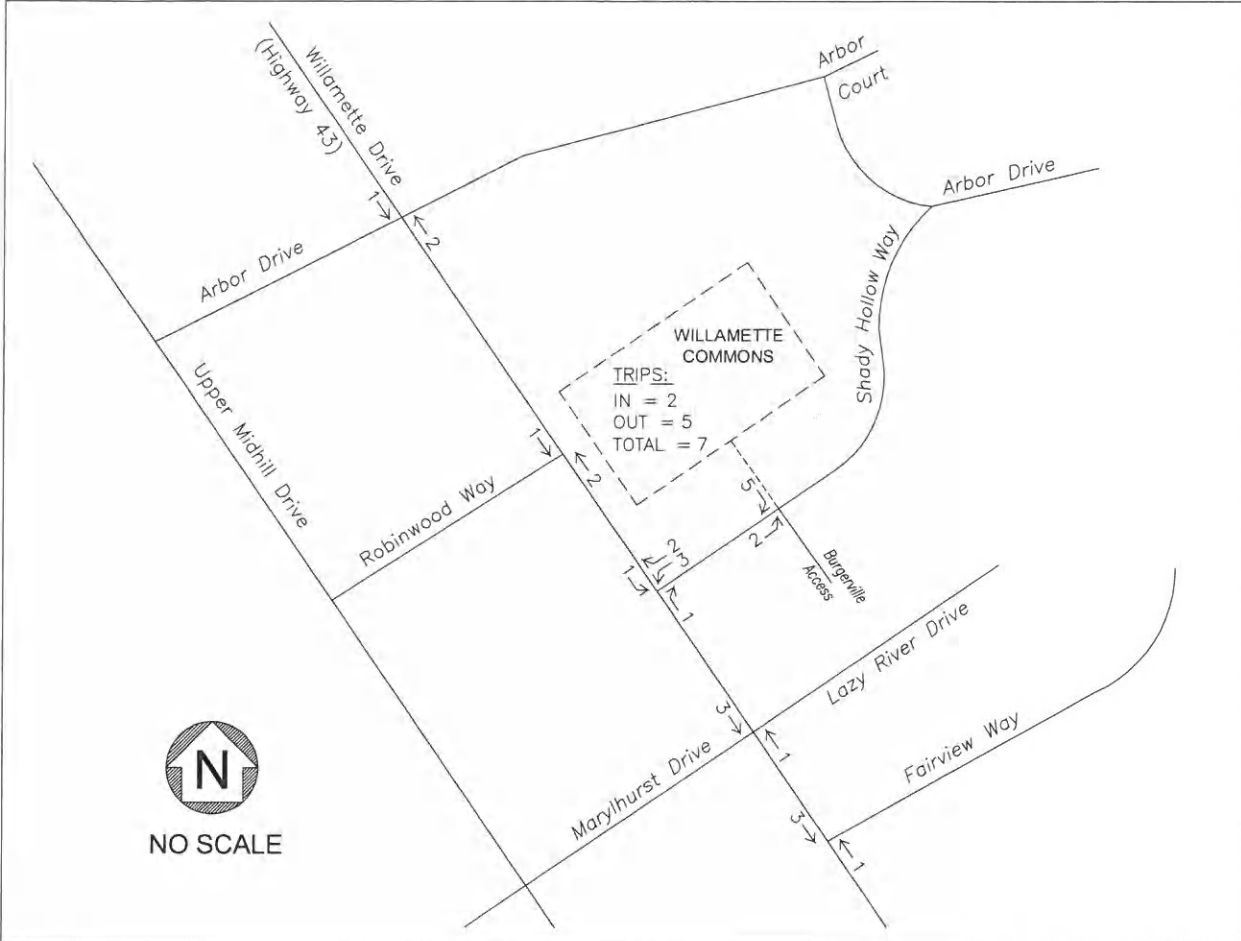 Willamette Drive
(Highway 43)
Arbor
Court
Arbor Drive
1
2
Arbor Drive
Shady Hollow Way
WILLAMETTE
COMMONS
TRIPS:
IN = 2
OUT = 5
TOTAL = 7
Upper Midhill Drive
1
2
Robinwood Way
5
2
Burgerville
Access
2
3
1
1
Lazy River Drive
3
1
Marylhurst Drive
Fairview Way
3
1
N
NO SCALE